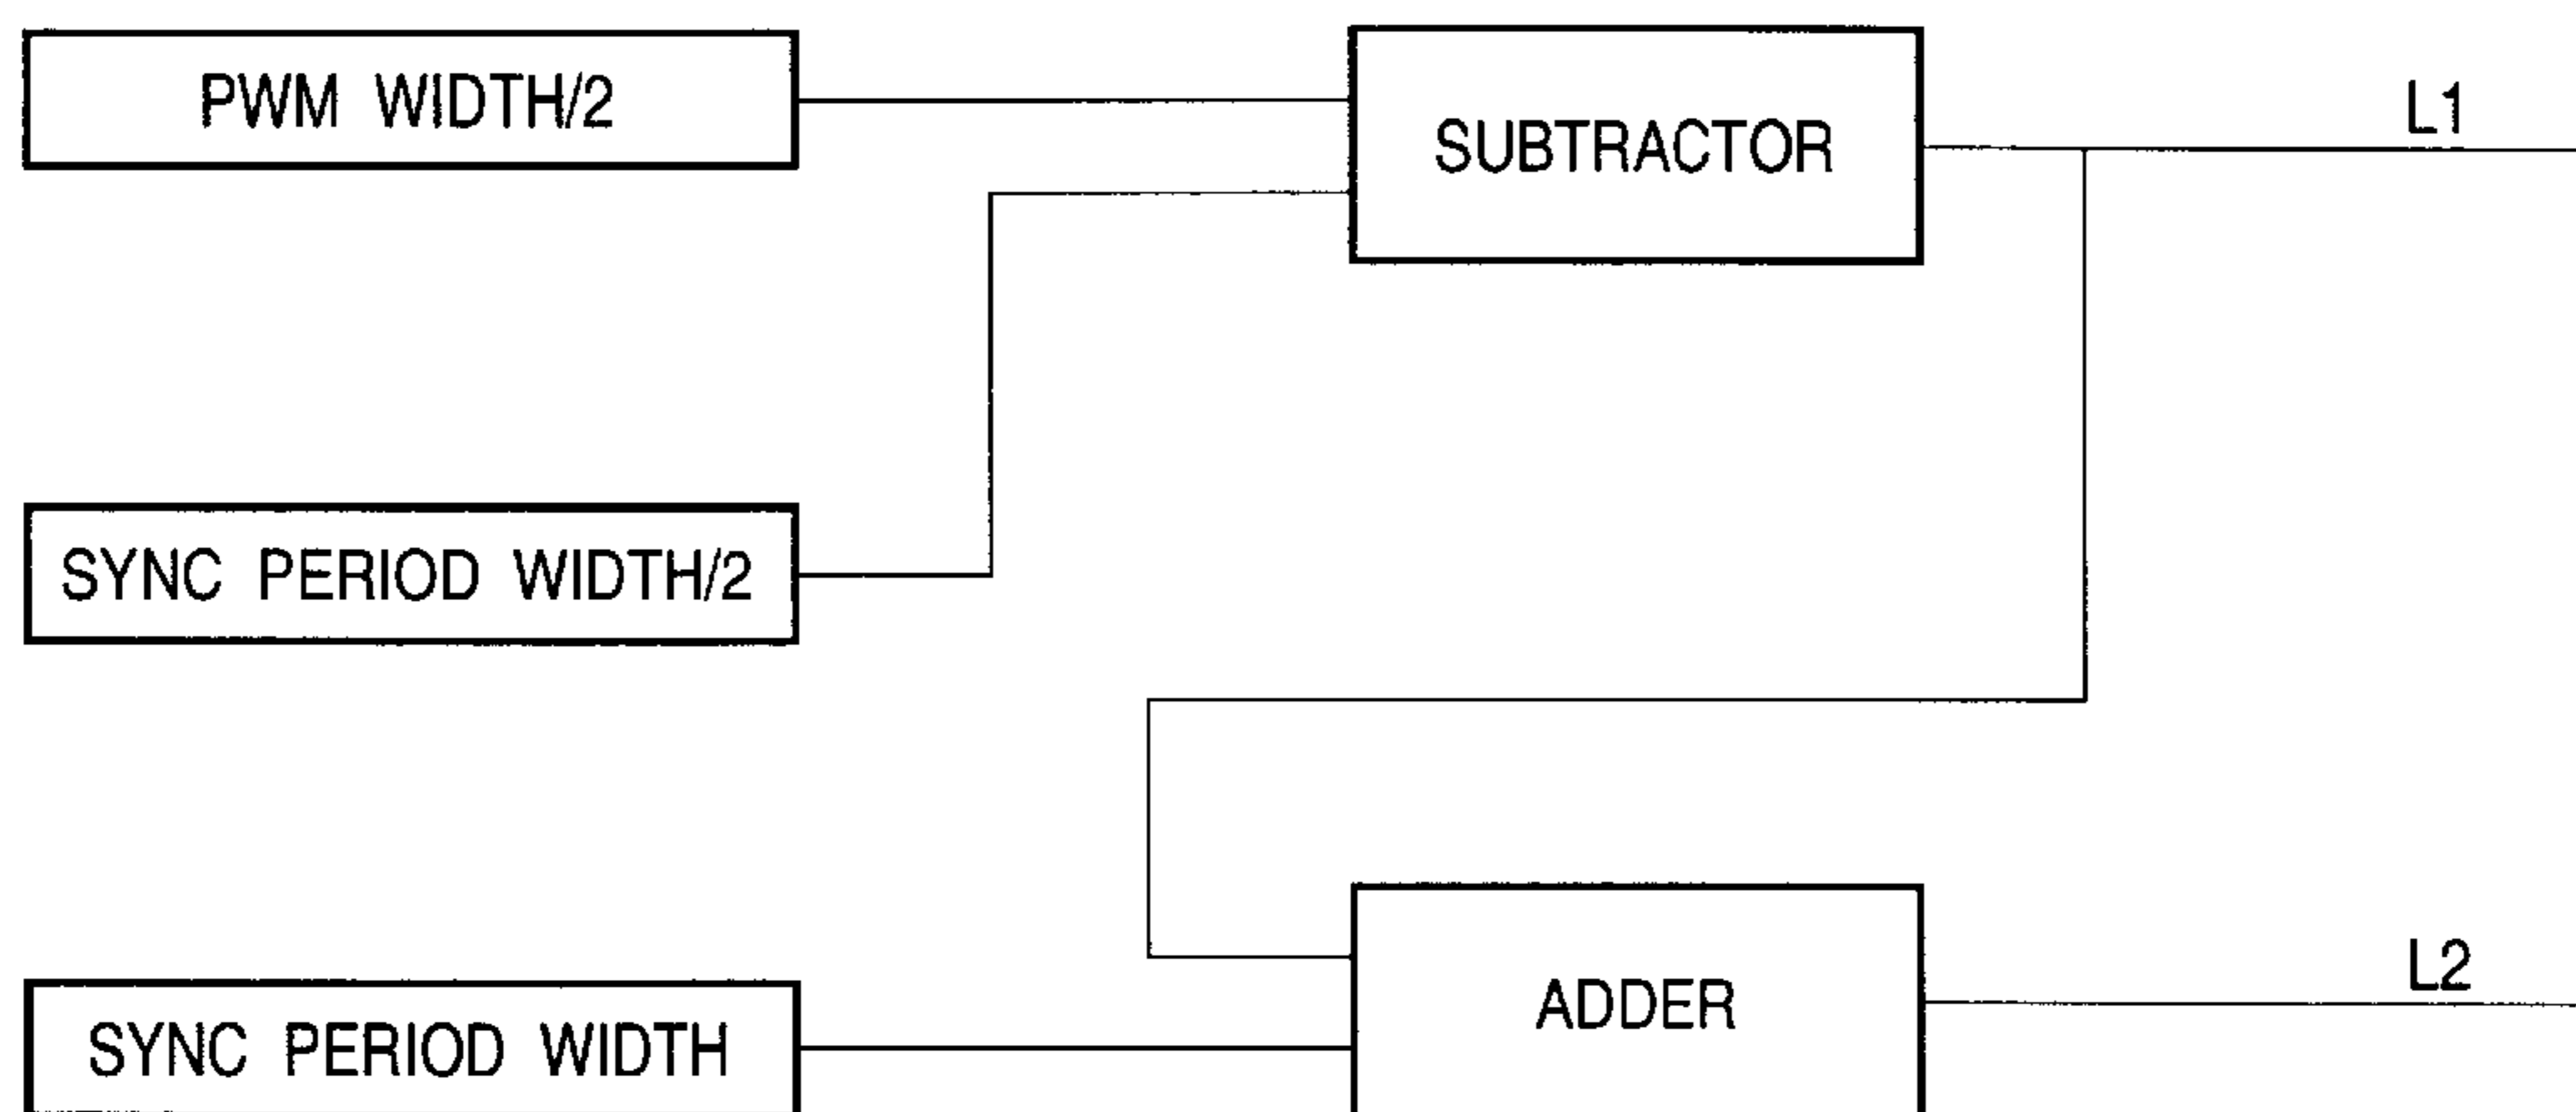 PWM WIDTH/2
SUBTRACTOR
L1
SYNC PERIOD WIDTH/2
SYNC PERIOD WIDTH
ADDER
L2